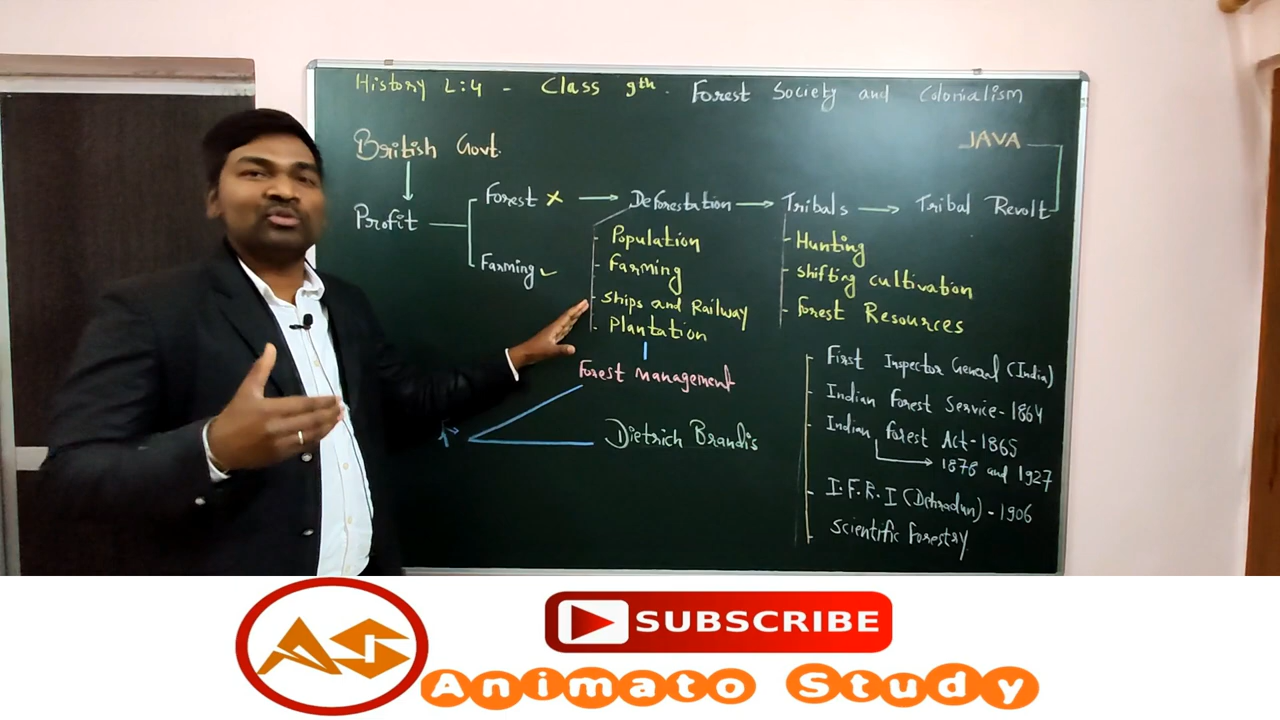 History L:4 - Class 9th. Forest Society and Colonialism
JAVA
British Govt.
Profit
Forest x
Farming
Deforestation
Population
Farming
Ships and Railway
Plantation
Forest management
Dietrich Brandis
Tribals
Hunting
Shifting cultivation
Forest Resources
Tribal Revolt
First Inspector General (India)
Indian Forest Service - 1864
Indian Forest Act - 1865
1878 and 1927
I.F.R.I (Dehradun) - 1906
Scientific Forestry
AS
SUBSCRIBE
Animato Study